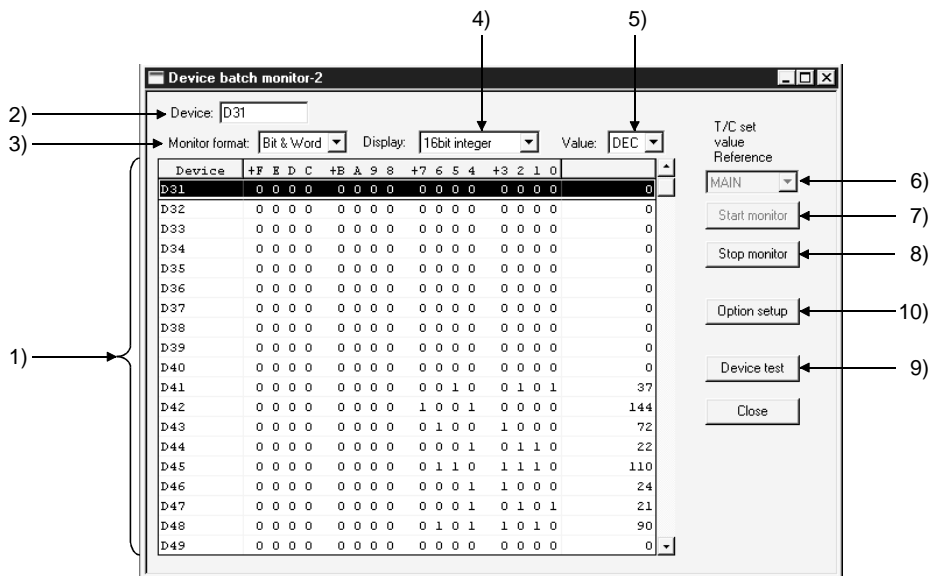 4)
5)
Device batch monitor-2
2)
Device: D31
3)
Monitor format: Bit & Word
Display: 16bit integer
Value: DEC
T/C set
value
Reference
MAIN
6)
Start monitor
7)
Stop monitor
8)
Option setup
10)
Device test
9)
Close
1)
Device +F E D C +B A 9 8 +7 6 5 4 +3 2 1 0
D31 0 0 0 0 0 0 0 0 0 0 0 0 0 0 0 0 0
D32 0 0 0 0 0 0 0 0 0 0 0 0 0 0 0 0 0
D33 0 0 0 0 0 0 0 0 0 0 0 0 0 0 0 0 0
D34 0 0 0 0 0 0 0 0 0 0 0 0 0 0 0 0 0
D35 0 0 0 0 0 0 0 0 0 0 0 0 0 0 0 0 0
D36 0 0 0 0 0 0 0 0 0 0 0 0 0 0 0 0 0
D37 0 0 0 0 0 0 0 0 0 0 0 0 0 0 0 0 0
D38 0 0 0 0 0 0 0 0 0 0 0 0 0 0 0 0 0
D39 0 0 0 0 0 0 0 0 0 0 0 0 0 0 0 0 0
D40 0 0 0 0 0 0 0 0 0 0 0 0 0 0 0 0 0
D41 0 0 0 0 0 0 0 0 0 0 1 0 0 1 0 1 37
D42 0 0 0 0 0 0 0 0 1 0 0 1 0 0 0 0 144
D43 0 0 0 0 0 0 0 0 0 1 0 0 1 0 0 0 72
D44 0 0 0 0 0 0 0 0 0 0 0 1 0 1 1 0 22
D45 0 0 0 0 0 0 0 0 0 1 1 0 1 1 1 0 110
D46 0 0 0 0 0 0 0 0 0 0 0 1 1 0 0 0 24
D47 0 0 0 0 0 0 0 0 0 0 0 1 0 1 0 1 21
D48 0 0 0 0 0 0 0 0 0 1 0 1 1 0 1 0 90
D49 0 0 0 0 0 0 0 0 0 0 0 0 0 0 0 0 0